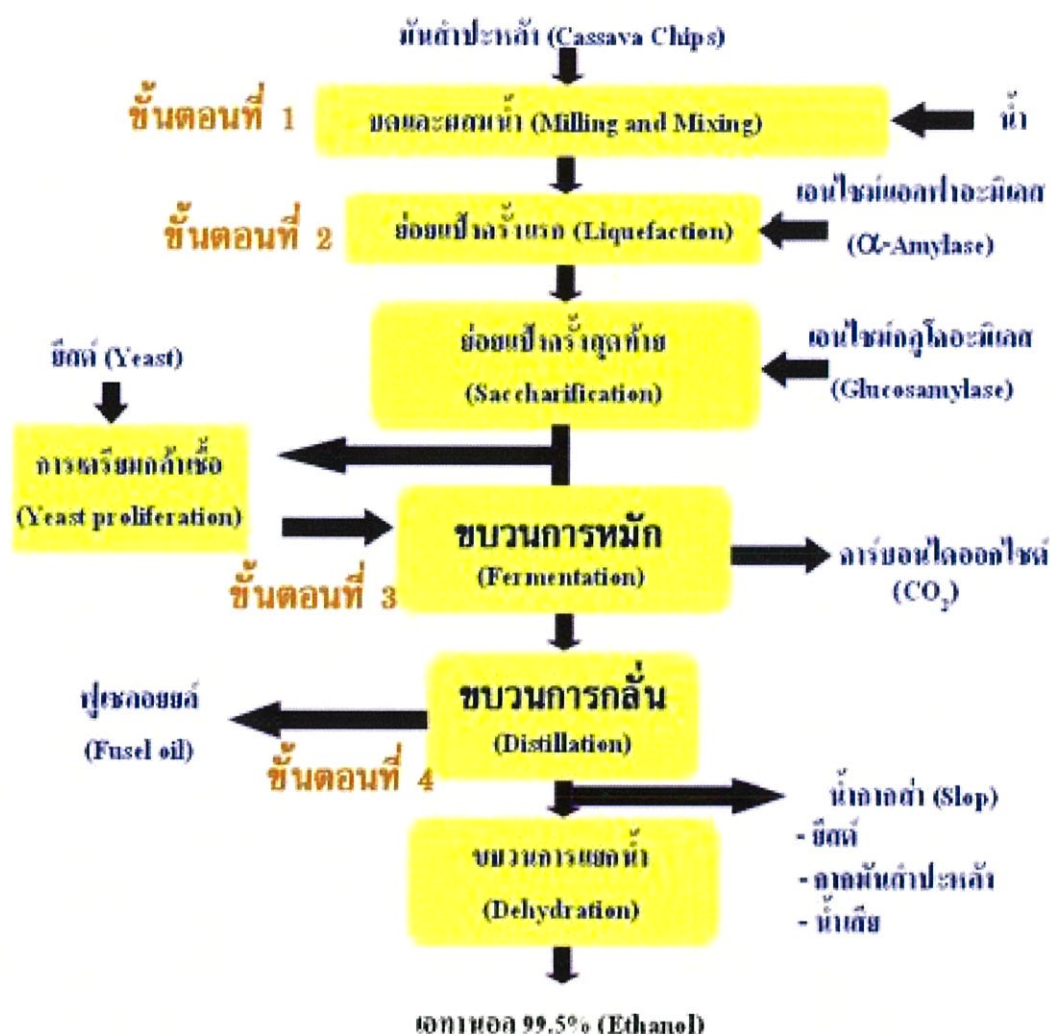 มันสำปะหลัง (Cassava Chips)
ขั้นตอนที่ 1
บดและผสมน้ำ (Milling and Mixing)
น้ำ
ขั้นตอนที่ 2
ย่อยแป้งครั้งแรก (Liquefaction)
เอนไซม์แอลฟาอะมิเลส
(α-Amylase)
ย่อยแป้งครั้งสุดท้าย
(Saccharification)
เอนไซม์กลูโคอะมิเลส
(Glucosamylase)
ยีสต์ (Yeast)
การเตรียมกล้าเชื้อ
(Yeast proliferation)
ขั้นตอนที่ 3
ขบวนการหมัก
(Fermentation)
คาร์บอนไดออกไซด์
(CO₂)
ขบวนการกลั่น
(Distillation)
ฟูเซลออยล์
(Fusel oil)
ขั้นตอนที่ 4
น้ำกากส่า (Slop)
- ยีสต์
- กากมันสำปะหลัง
- น้ำเสีย
ขบวนการแยกน้ำ
(Dehydration)
เอทานอล 99.5% (Ethanol)